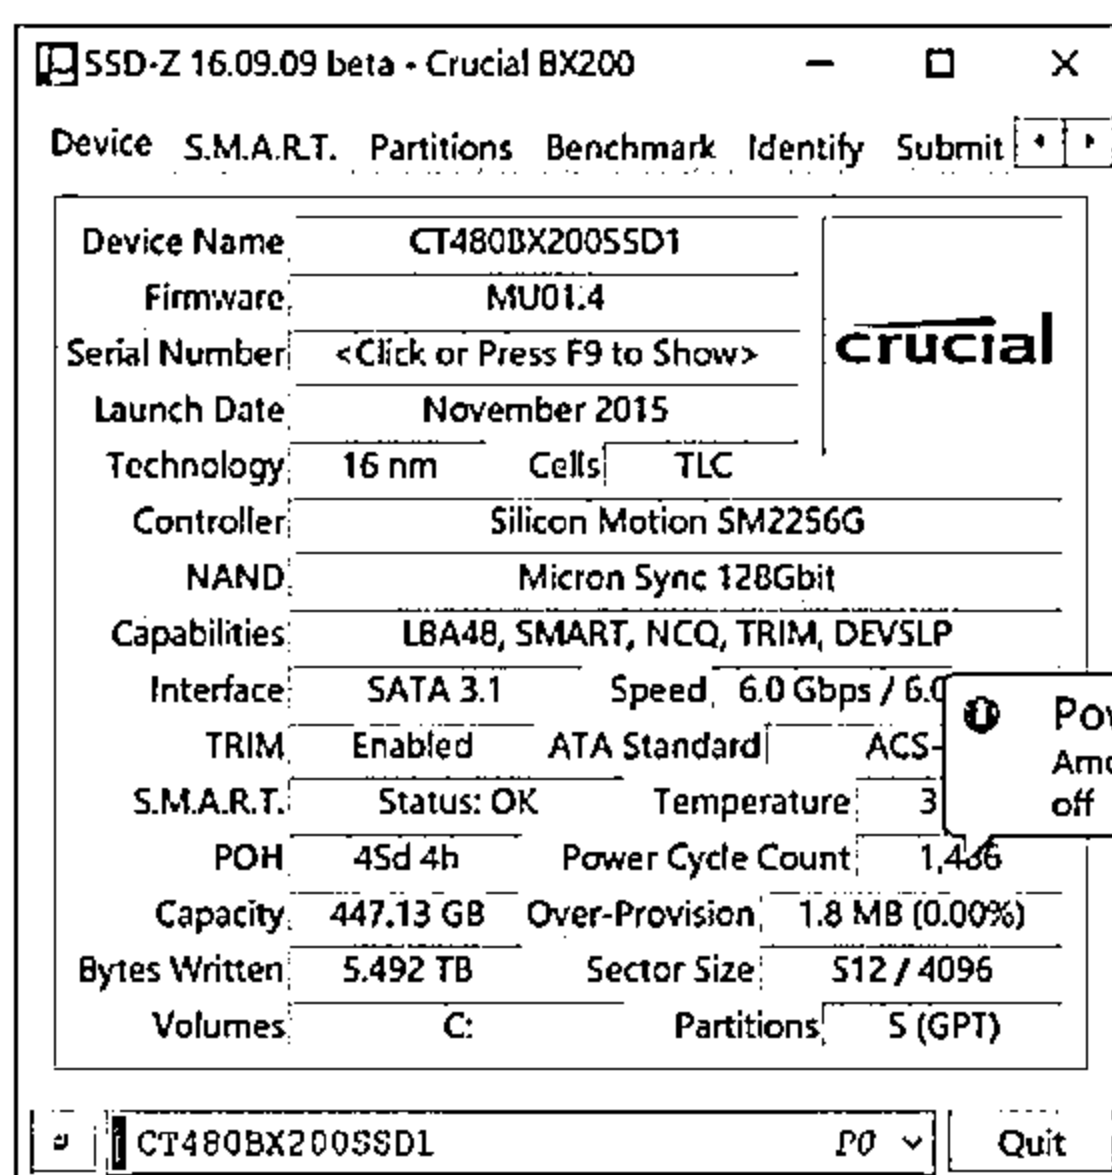 SSD-Z 16.09.09 beta - Crucial BX200
Device S.M.A.R.T. Partitions Benchmark Identify Submit
Device Name CT480BX200SSD1
Firmware MU01.4
crucial
Serial Number <Click or Press F9 to Show>
Launch Date November 2015
Technology 16 nm Cells TLC
Controller Silicon Motion SM2256G
NAND Micron Sync 128Gbit
Capabilities LBA48, SMART, NCQ, TRIM, DEVSLP
Interface SATA 3.1 Speed 6.0 Gbps /
TRIM Enabled ATA Standard
S.M.A.R.T. Status: OK Temperature
off
POH 45d 4h Power Cycle Count
Capacity 447.13 GB Over-Provision 1.8 MB (0.00%)
Bytes Written 5.492 TB Sector Size 512 / 4096
Volumes C: Partitions 5 (GPT)
CT480BX200SSD1 P0 Quit